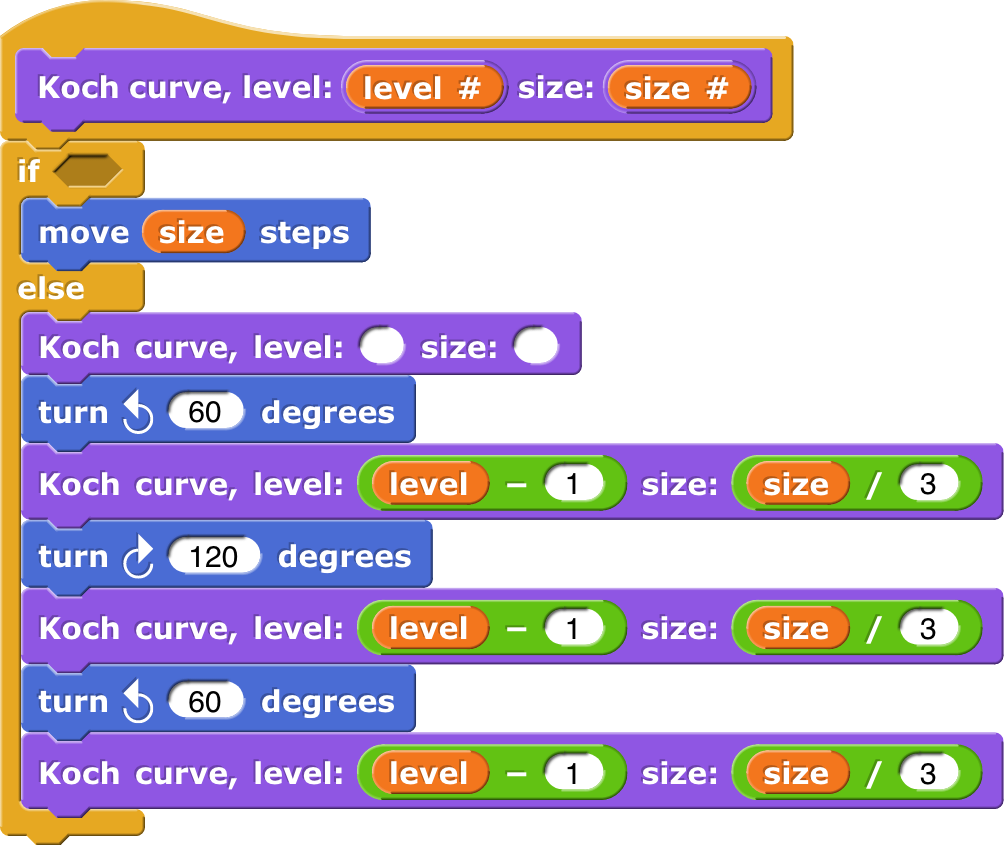 Koch curve, level: level # size: size #
if
move size steps
else
Koch curve, level: size:
turn 60 degrees
Koch curve, level: level − 1 size: size / 3
turn 120 degrees
Koch curve, level: level − 1 size: size / 3
turn 60 degrees
Koch curve, level: level − 1 size: size / 3